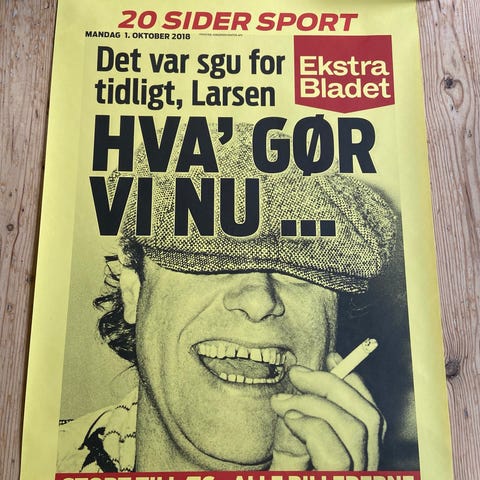 20 SIDER SPORT
MANDAG 1. OKTOBER 2018
Det var sgu for
tidligt, Larsen
Ekstra
Bladet
HVA' GØR
VI NU ...